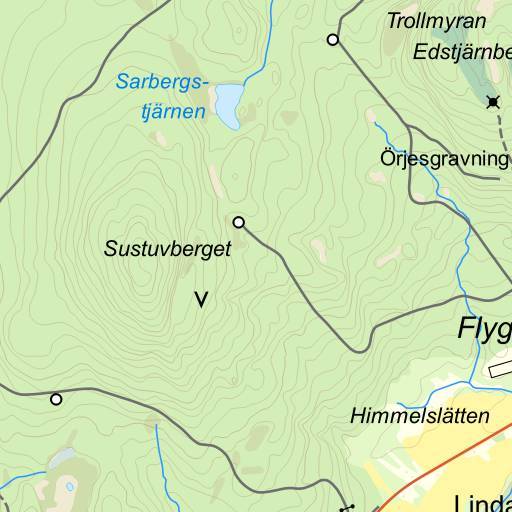 Trollmyran
Edstjärnbe
Sarbergs-
tjärnen
Örjesgravning
Sustuvberget
Flyg
Himmelslätten
Linda